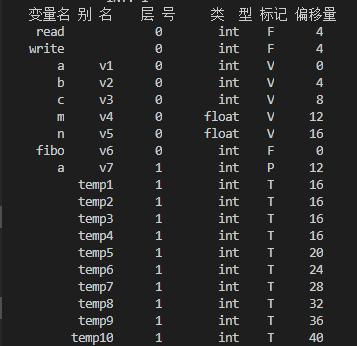 变量名 别 名 层 号 类 型 标记 偏移量
read 0 int F 4
write 0 int F 4
a v1 0 int V 0
b v2 0 int V 4
c v3 0 int V 8
m v4 0 float V 12
n v5 0 float V 16
fibo v6 0 int F 0
a v7 1 int P 12
temp1 1 int T 16
temp2 1 int T 16
temp3 1 int T 16
temp4 1 int T 16
temp5 1 int T 20
temp6 1 int T 24
temp7 1 int T 28
temp8 1 int T 32
temp9 1 int T 36
temp10 1 int T 40